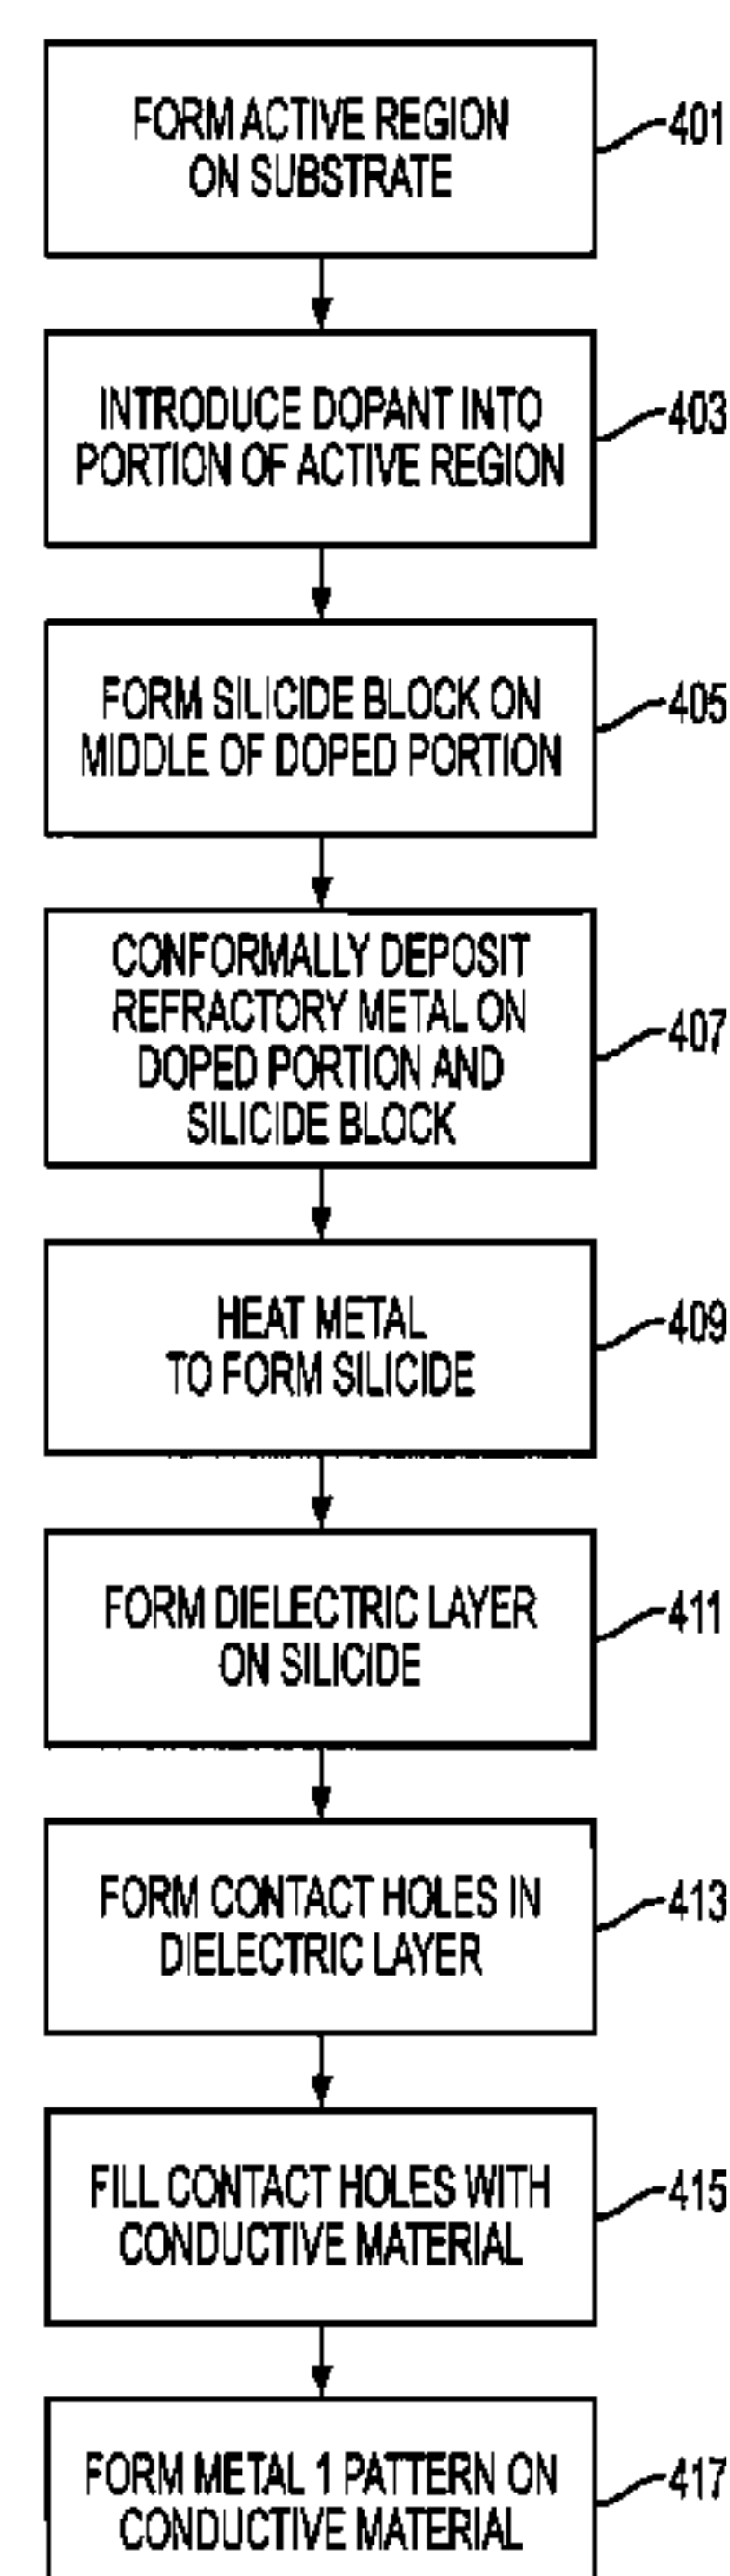 FORM ACTIVE REGION
ON SUBSTRATE
401
INTRODUCE DOPANT INTO
PORTION OF ACTIVE REGION
403
FORM SILICIDE BLOCK ON
MIDDLE OF DOPED PORTION
405
CONFORMALLY DEPOSIT
REFRACTORY METAL ON
DOPED PORTION AND
SILICIDE BLOCK
407
HEAT METAL
TO FORM SILICIDE
409
FORM DIELECTRIC LAYER
ON SILICIDE
411
FORM CONTACT HOLES IN
DIELECTRIC LAYER
413
FILL CONTACT HOLES WITH
CONDUCTIVE MATERIAL
415
FORM METAL 1 PATTERN ON
CONDUCTIVE MATERIAL
417